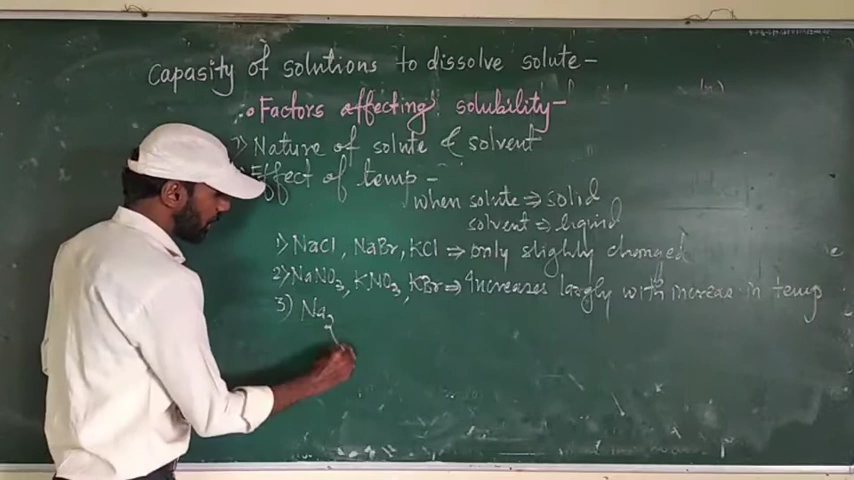 Capasity of solutions to dissolve solute-
• Factors affecting solubility-
1) Nature of solute & solvent
Effect of temp -
when solute ⇒ solid
solvent ⇒ liquid
1) NaCl, NaBr, KCl ⇒ only slighly changed
2) NaNO3, KNO3, KBr ⇒ Increases largly with increase in temp
3) Na2